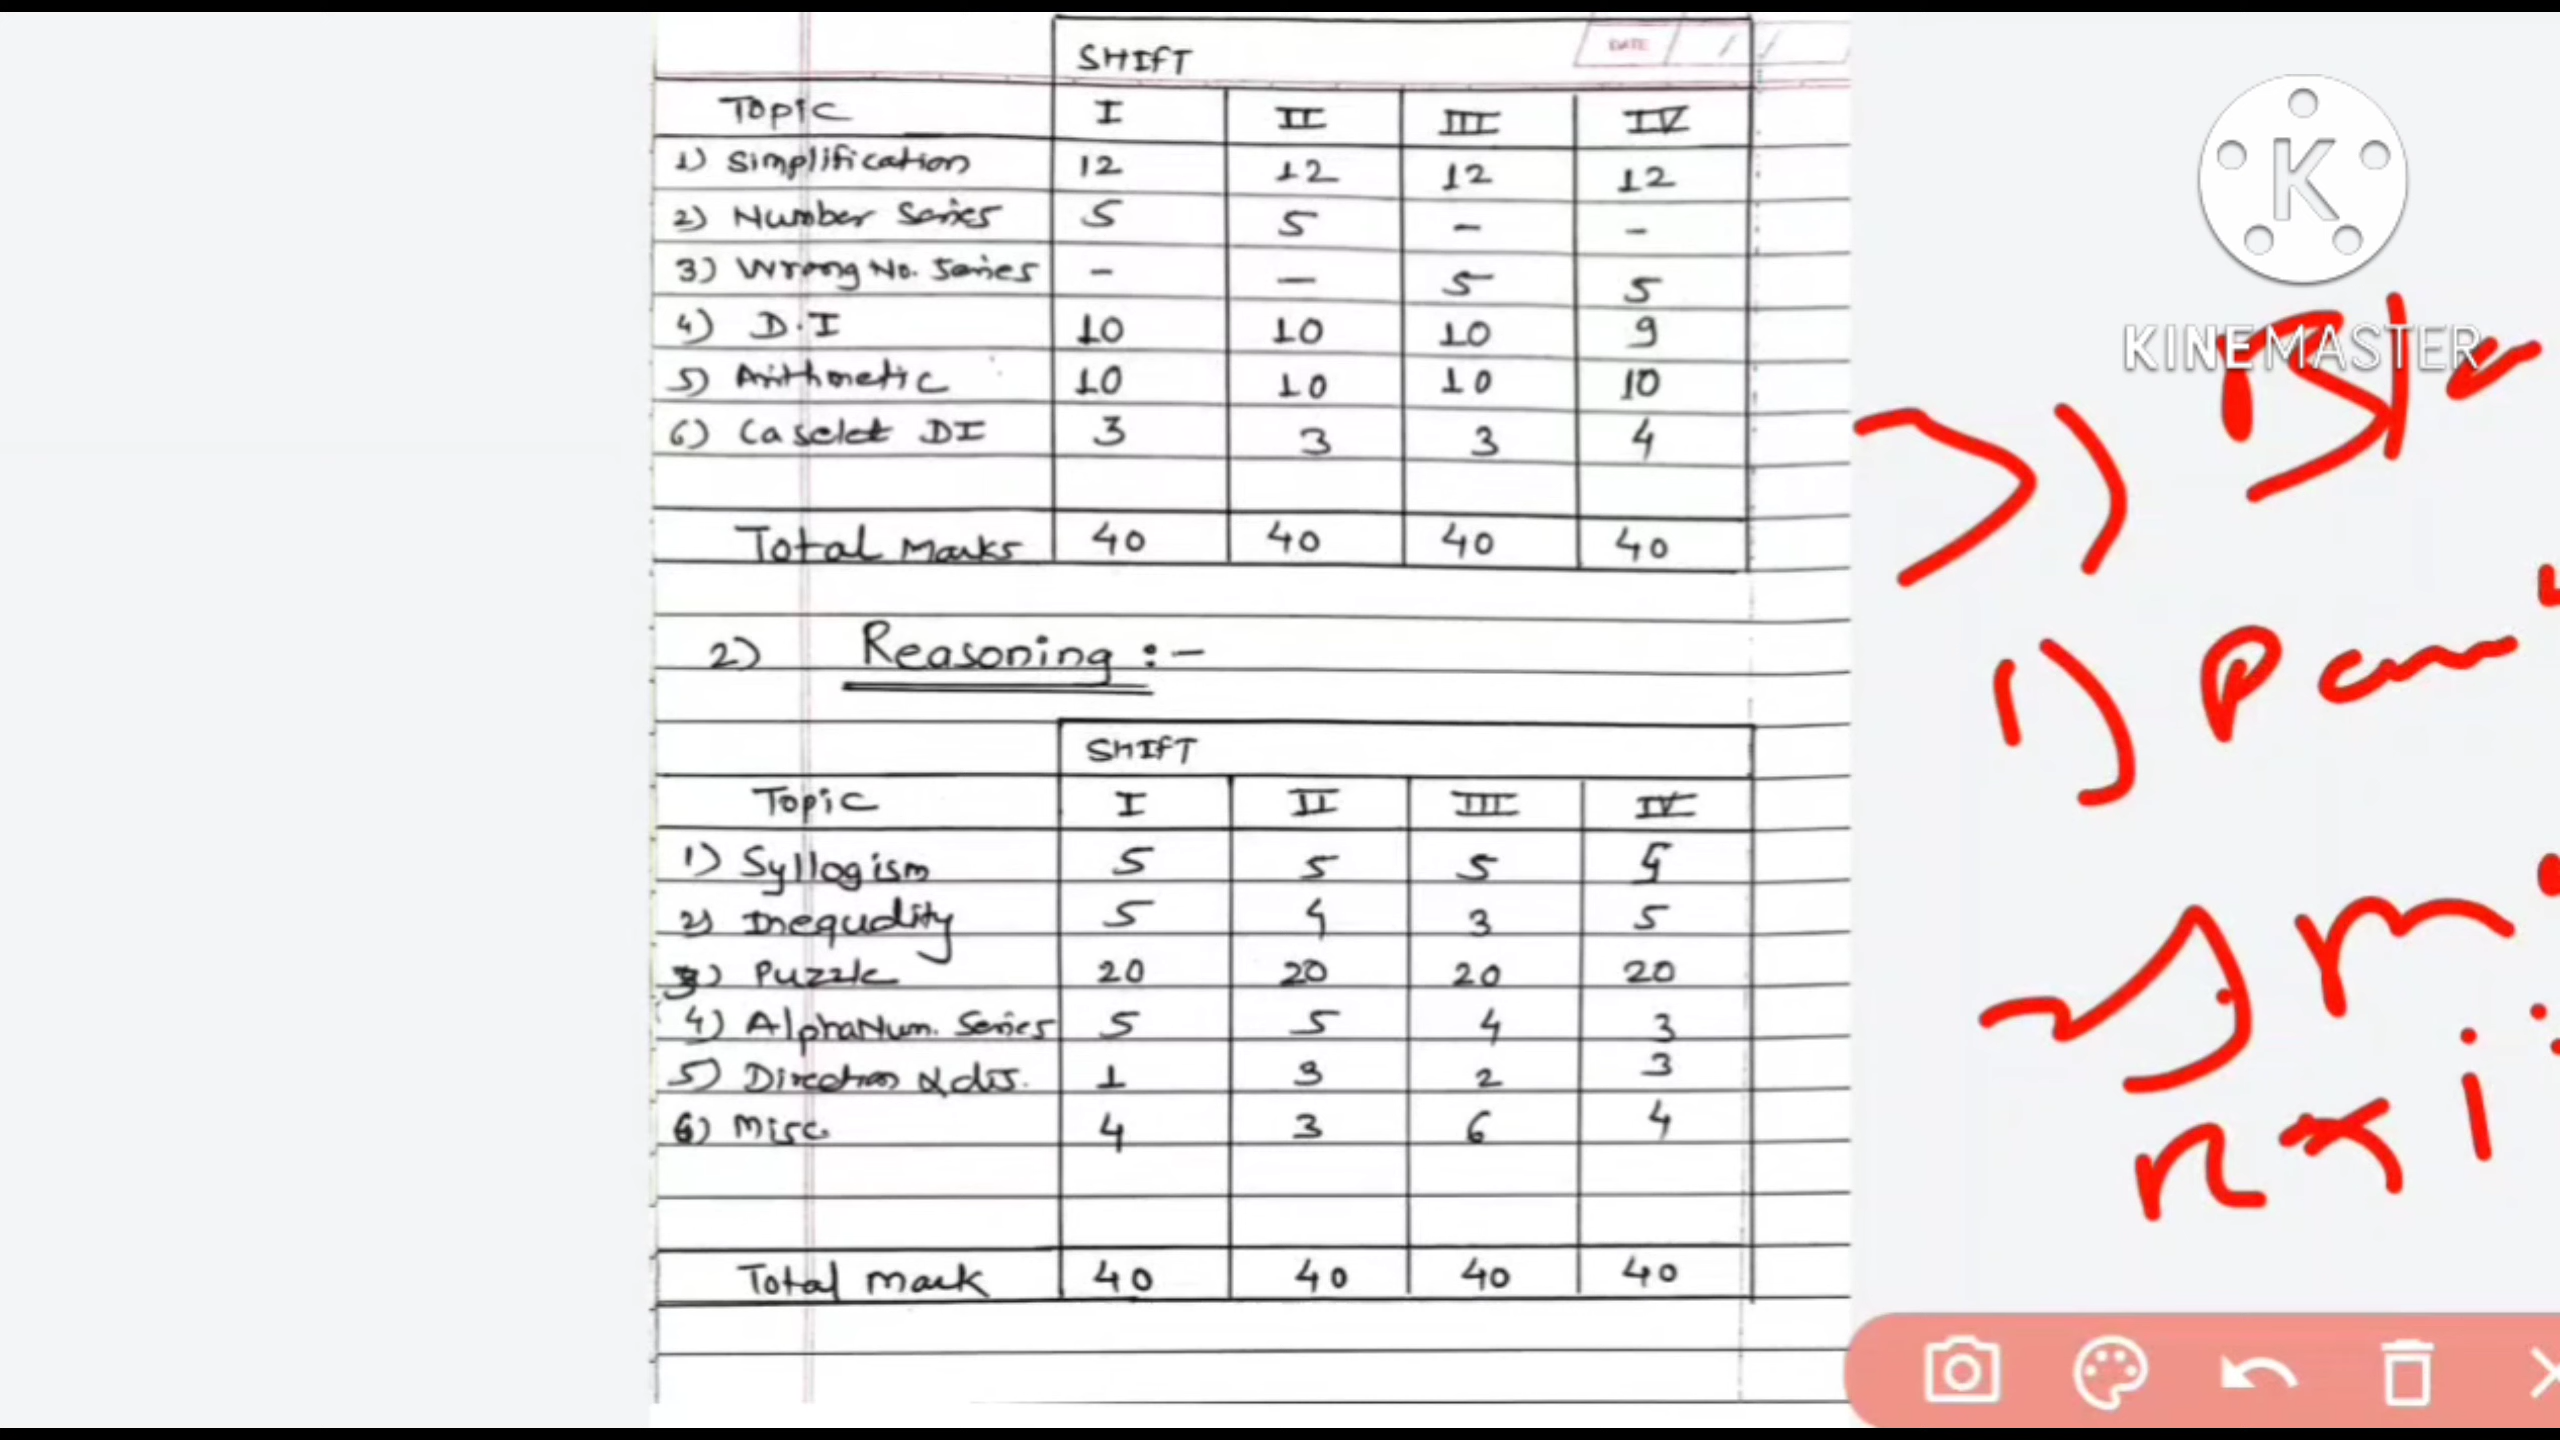 DATE / /
SHIFT
Topic I II III IV
1) Simplification 12 12 12 12
2) Number Series 5 5 - -
3) Wrong No. Series - - 5 5
4) D.I 10 10 10 9
5) Arithmetic 10 10 10 10
6) Caselet DI 3 3 3 4
Total Marks 40 40 40 40
2) Reasoning :-
SHIFT
Topic I II III IV
1) Syllogism 5 5 5 5
2) Inequality 5 4 3 5
3) Puzzle 20 20 20 20
4) AlphaNum. Series 5 5 4 3
5) Direction & dis. 1 3 2 3
6) Misc. 4 3 6 4
Total mark 40 40 40 40
K
KINEMASTER
1)